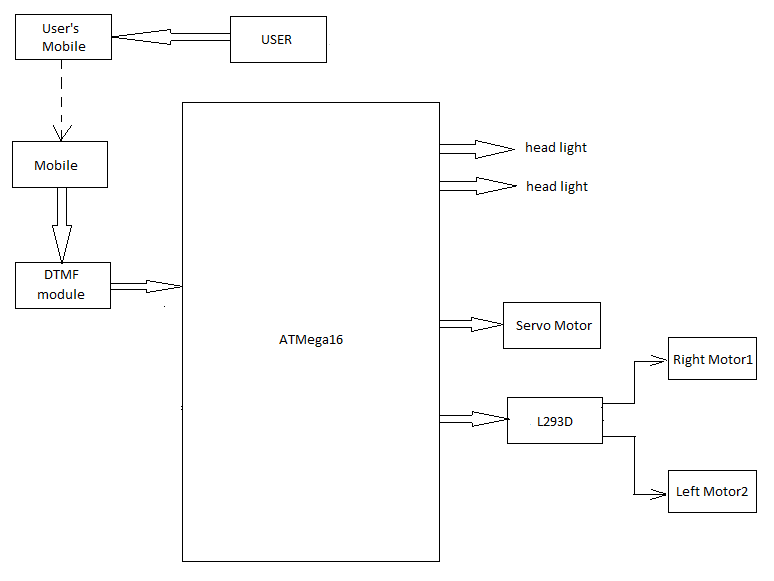 User's
Mobile
USER
head light
Mobile
head light
DTMF
module
Servo Motor
ATMega16
Right Motor1
L293D
Left Motor2